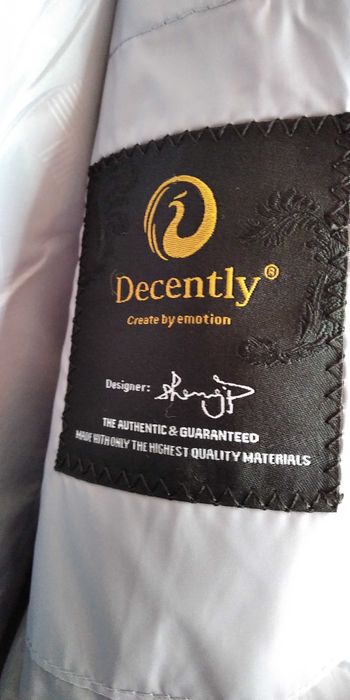 Decently®
Create by emotion
Designer:
THE AUTHENTIC & GUARANTEED
MADE WITH ONLY THE HIGHEST QUALITY MATERIALS